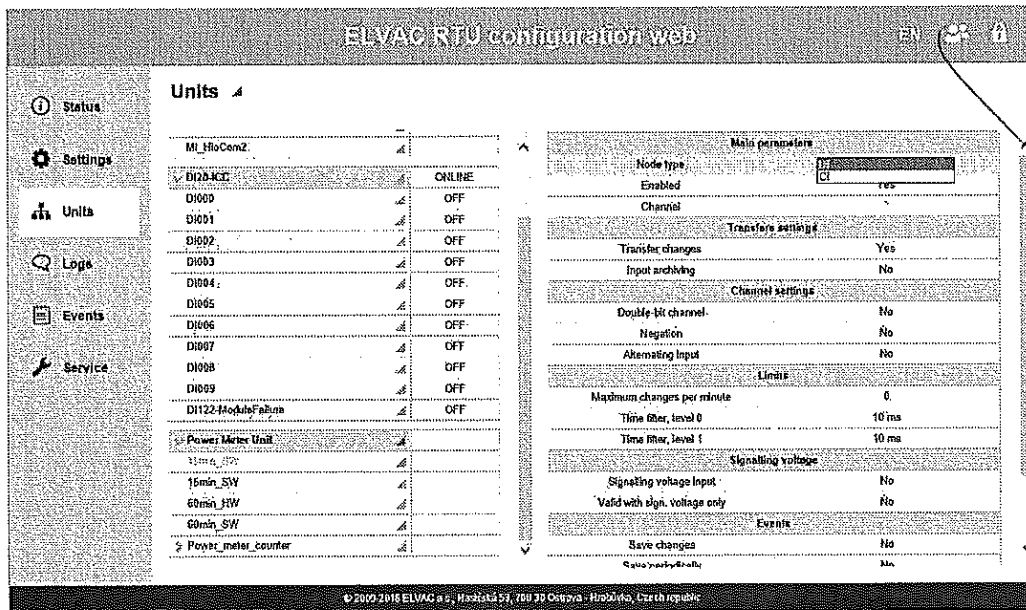 ELVAC RTU configuration web
EN
Status
Settings
Units
Logs
Events
Service
Units
MI_HioCom2
DI20-ICC ONLINE
DI000 OFF
DI001 OFF
DI002 OFF
DI003 OFF
DI004 OFF
DI005 OFF
DI006 OFF
DI007 OFF
DI008 OFF
DI009 OFF
DI122-ModuleFailure OFF
Power Meter Unit
15min_SW
60min_HW
60min_SW
Power_meter_counter
Main parameters
Node type DI
CI
Enabled Yes
Channel
Transfers settings
Transfer changes Yes
Input archiving No
Channel settings
Double-bit channel No
Negation No
Alternating Input No
Limits
Maximum changes per minute 0
Time filter, level 0 10 ms
Time filter, level 1 10 ms
Signalling voltage
Signalling voltage Input No
Valid with sign. voltage only No
Events
Save changes No
Save periodically No
© 2009-2018 ELVAC a.s., Hasičská 53, 700 30 Ostrava - Hrabůvka, Czech republic